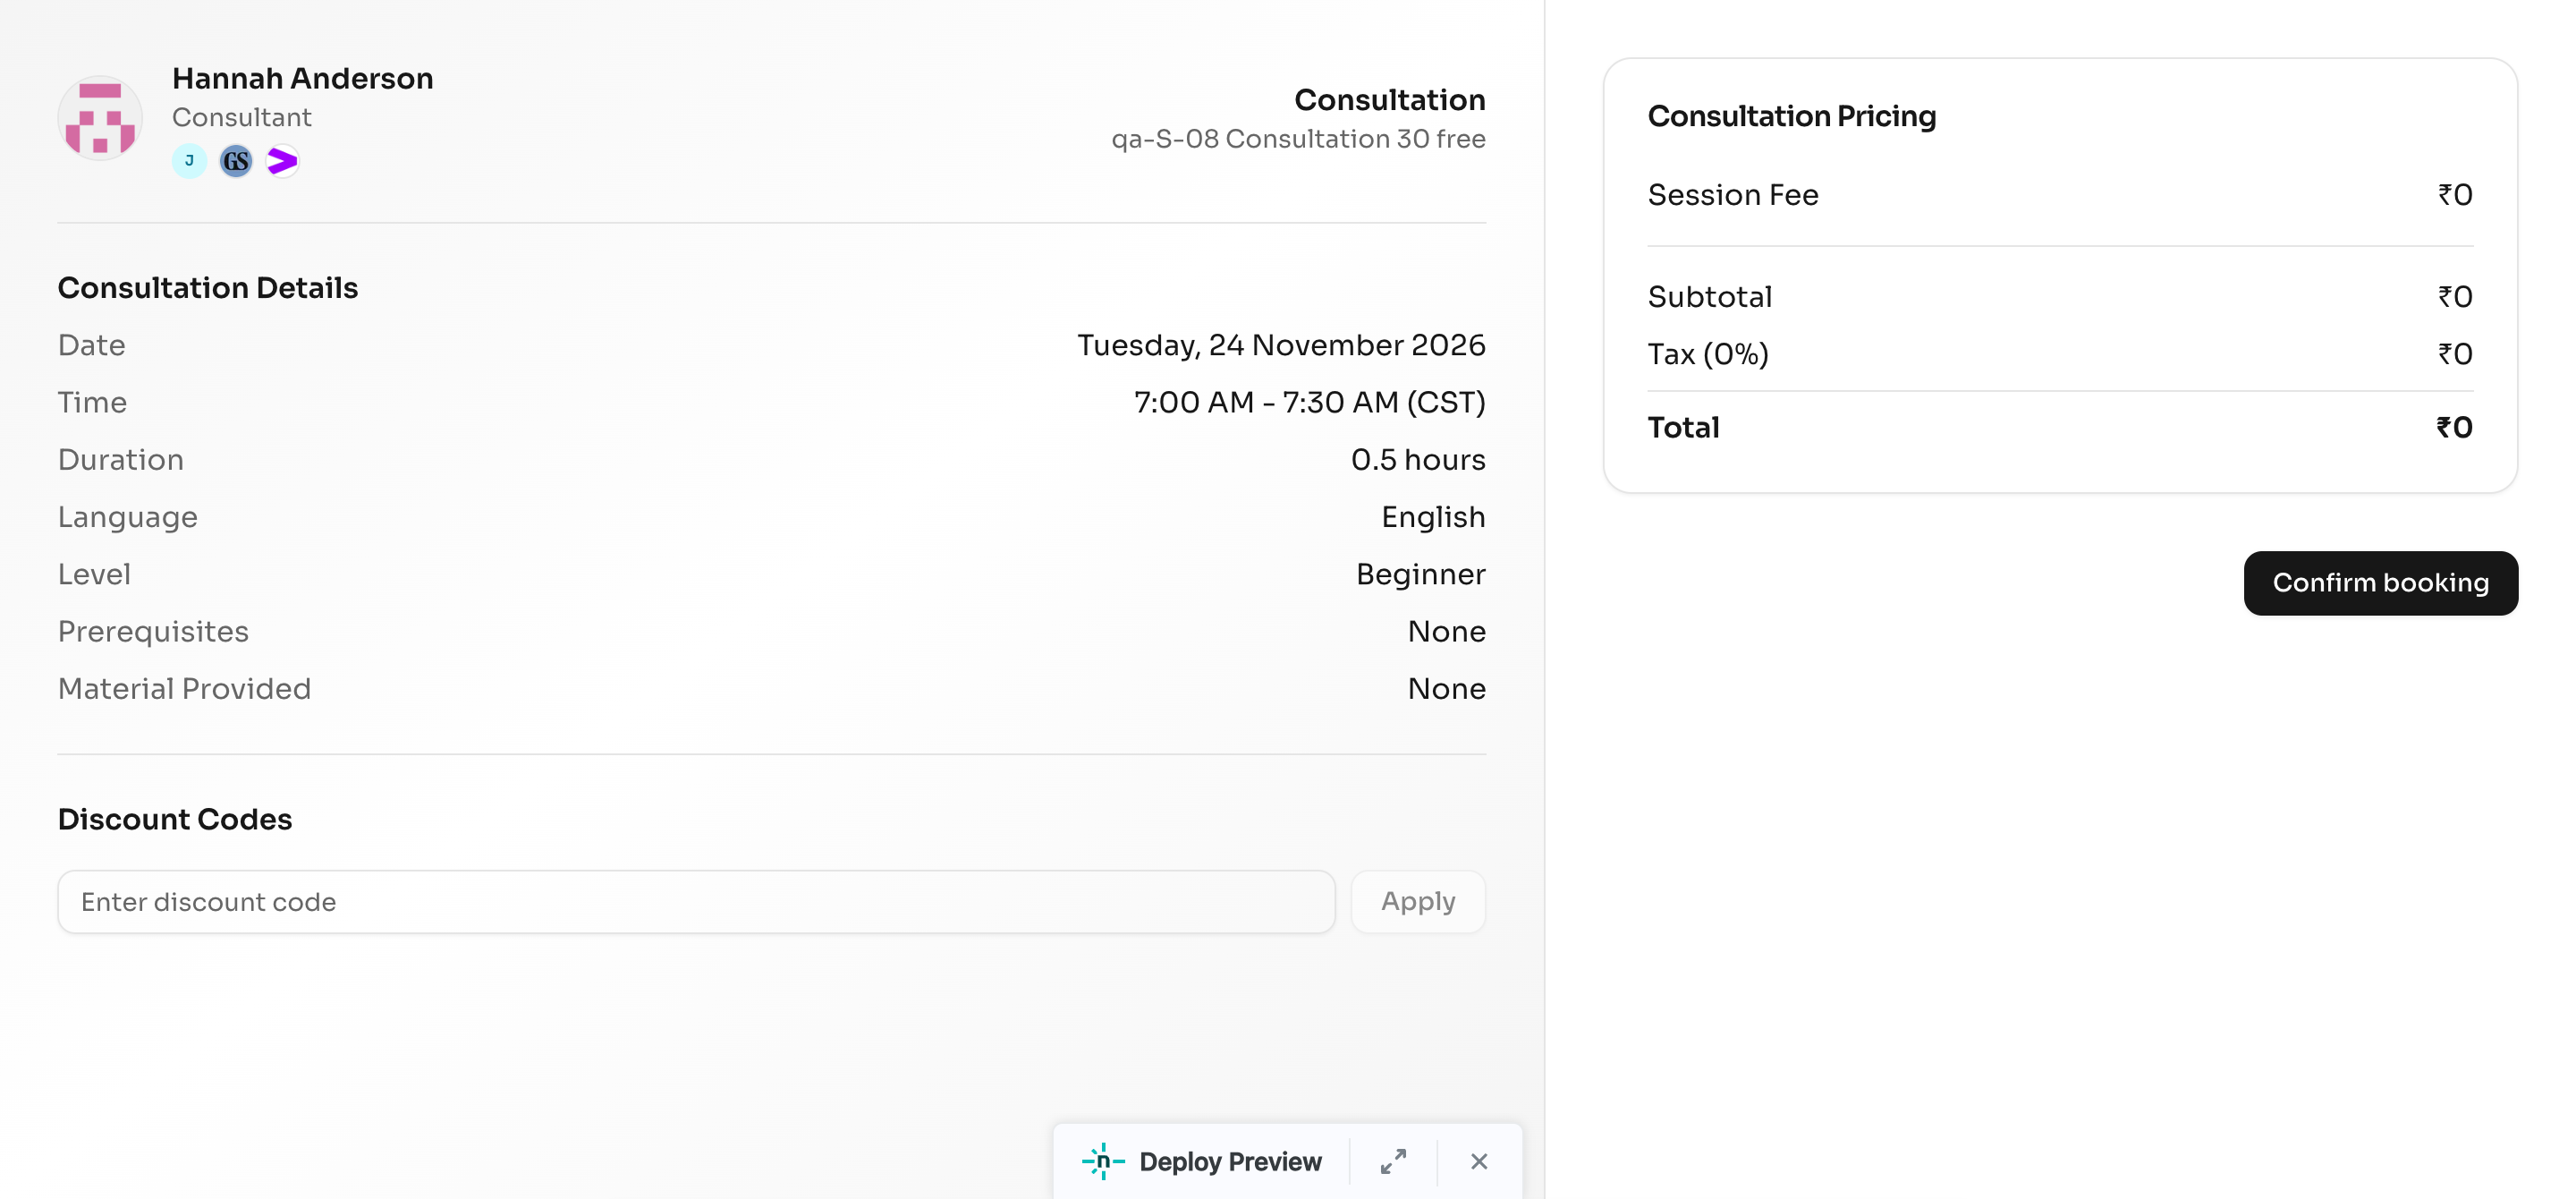 Hannah Anderson
Consultant
J GS
Consultation
qa-S-08 Consultation 30 free
Consultation Details
Date Tuesday, 24 November 2026
Time 7:00 AM - 7:30 AM (CST)
Duration 0.5 hours
Language English
Level Beginner
Prerequisites None
Material Provided None
Discount Codes
Enter discount code Apply
Consultation Pricing
Session Fee ₹0
Subtotal ₹0
Tax (0%) ₹0
Total ₹0
Confirm booking
n Deploy Preview